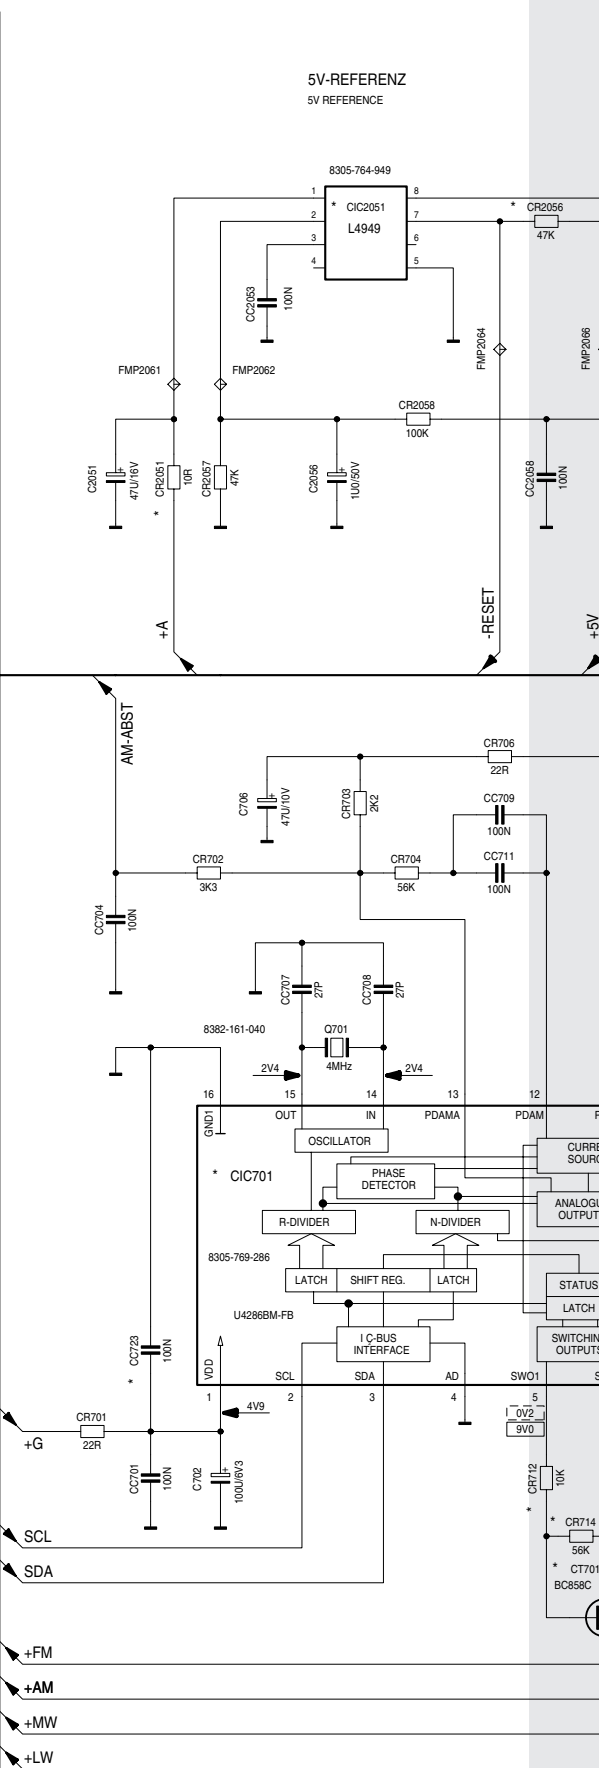 5V-REFERENZ
5V REFERENCE
8305-764-949
1
8
* CIC2051
* CR2056
2
L4949
7
47K
3
6
4
5
CC2053
100N
FMP2064
FMP2066
FMP2061
FMP2062
CR2058
100K
C2051
47U/16V
+
CR2051
10R
*
CR2057
47K
C2056
1U0/50V
+
CC2058
100N
+A
-RESET
+5V
AM-ABST
CR706
22R
C706
47U/10V
+
CR703
2K2
CC709
100N
CR702
3K3
CR704
56K
CC711
100N
CC704
100N
CC707
27P
CC708
27P
8382-161-040
Q701
4MHz
2V4
2V4
16
15
14
13
12
GND1
OUT
IN
PDAMA
PDAM
OSCILLATOR
* CIC701
PHASE
DETECTOR
CURRE
SOURC
ANALOGU
OUTPUT
R-DIVIDER
N-DIVIDER
8305-769-286
LATCH
SHIFT REG.
LATCH
STATUS
LATCH
U4286BM-FB
I C-BUS
INTERFACE
SWITCHIN
OUTPUTS
CC723
100N
*
VDD
SCL
SDA
AD
SWO1
S
1
2
3
4
5
4V9
0V2
9V0
+G
CR701
22R
CC701
100N
C702
100U/6V3
+
CR712
10K
*
SCL
* CR714
56K
SDA
* CT701
BC858C
+FM
+AM
+MW
+LW